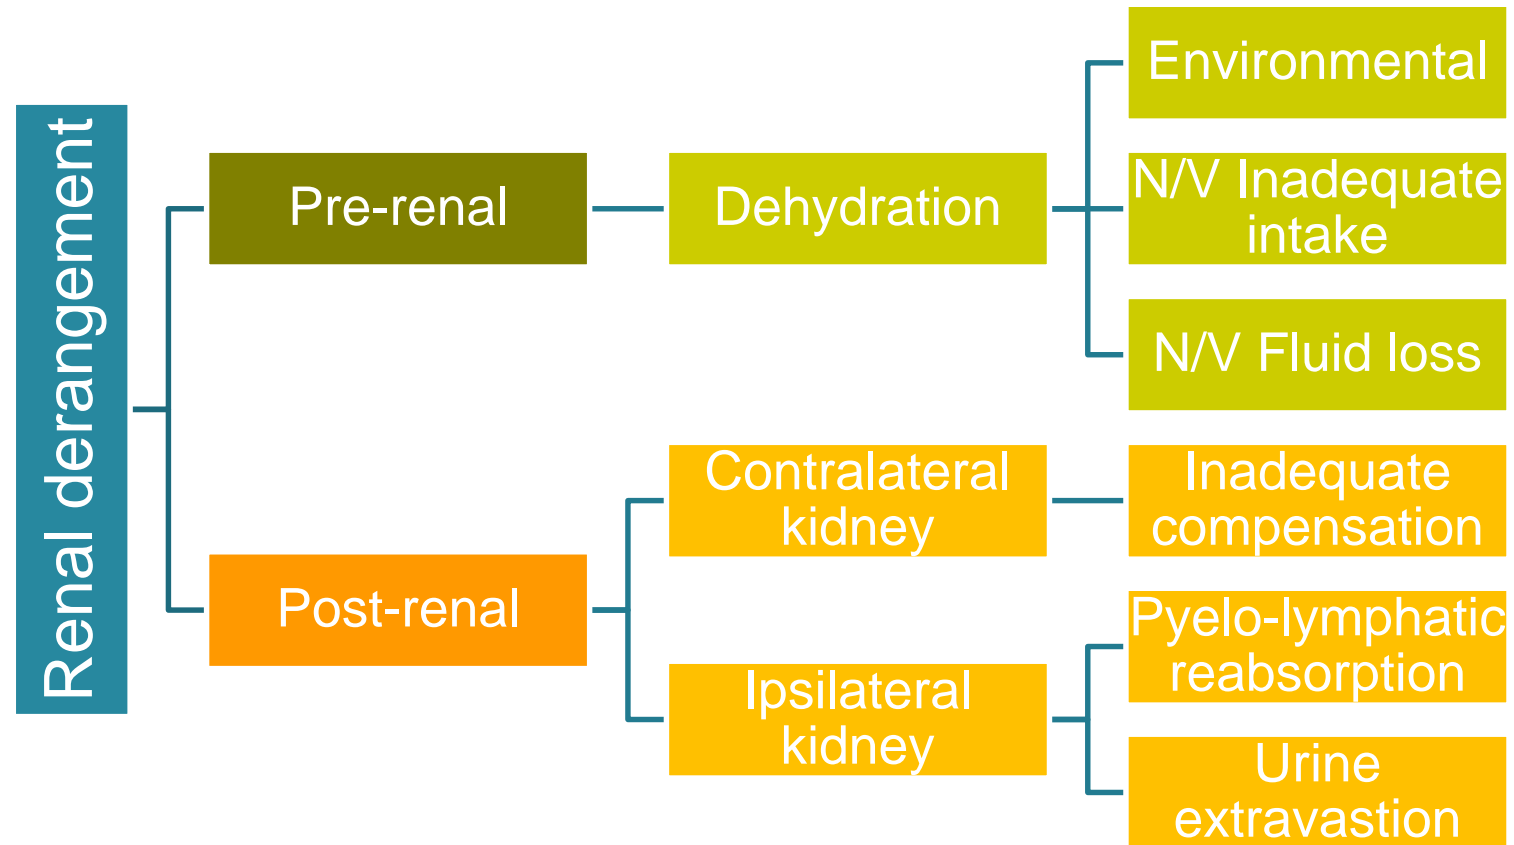 Renal derangement
Pre-renal
Dehydration
Environmental
N/V Inadequate
intake
N/V Fluid loss
Post-renal
Contralateral
kidney
Inadequate
compensation
Ipsilateral
kidney
Pyelo-lymphatic
reabsorption
Urine
extravastion